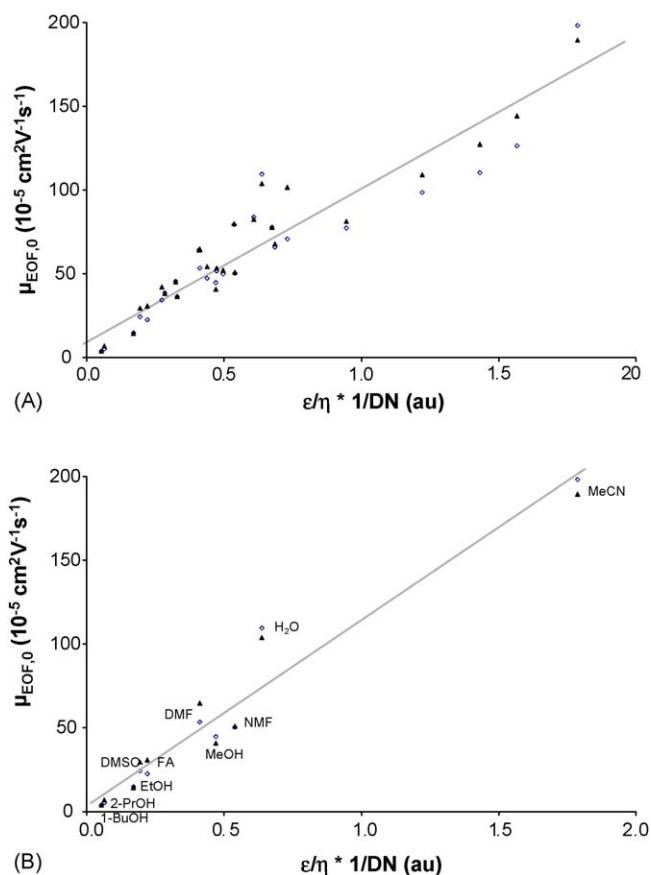 200
150
100
50
0
μEOF,0 (10⁻⁵ cm²V⁻¹s⁻¹)
0.0 0.5 1.0 1.5 20
(A)
ε/η * 1/DN (au)
200
150
100
50
0
μEOF,0 (10⁻⁵ cm²V⁻¹s⁻¹)
MeCN
H₂O
DMF
NMF
MeOH
DMSO
FA
EtOH
2-PrOH
1-BuOH
0.0 0.5 1.0 1.5 2.0
(B)
ε/η * 1/DN (au)